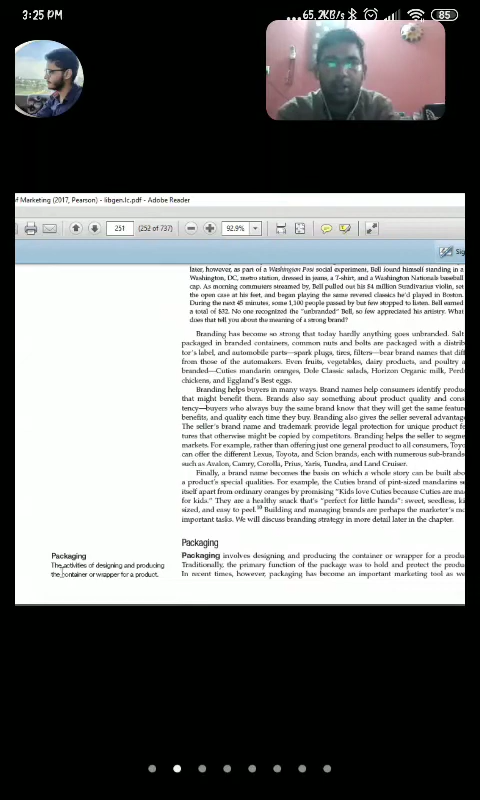 3:25 PM
...65.2KB/s 85
of Marketing (2017, Pearson) - libgen.lc.pdf - Adobe Reader
251 (252 of 737) 92.9%
Sig
later, however, as part of a Washington Post social experiment, Bell found himself standing in a
Washington, DC, metro station, dressed in jeans, a T-shirt, and a Washington Nationals baseball
cap. As morning commuters streamed by, Bell pulled out his $4 million Stradivarius violin, set
the open case at his feet, and began playing the same revered classics he'd played in Boston.
During the next 45 minutes, some 1,100 people passed by but few stopped to listen. Bell earned
a total of $32. No one recognized the "unbranded" Bell, so few appreciated his artistry. What
does that tell you about the meaning of a strong brand?
Branding has become so strong that today hardly anything goes unbranded. Salt
packaged in branded containers, common nuts and bolts are packaged with a distrib
tor's label, and automobile parts—spark plugs, tires, filters—bear brand names that diff
from those of the automakers. Even fruits, vegetables, dairy products, and poultry a
branded—Cuties mandarin oranges, Dole Classic salads, Horizon Organic milk, Perd
chickens, and Eggland's Best eggs.
Branding helps buyers in many ways. Brand names help consumers identify produc
that might benefit them. Brands also say something about product quality and cons
tency—buyers who always buy the same brand know that they will get the same feature
benefits, and quality each time they buy. Branding also gives the seller several advantage
The seller's brand name and trademark provide legal protection for unique product fe
tures that otherwise might be copied by competitors. Branding helps the seller to segme
markets. For example, rather than offering just one general product to all consumers, Toyo
can offer the different Lexus, Toyota, and Scion brands, each with numerous sub-brands
such as Avalon, Camry, Corolla, Prius, Yaris, Tundra, and Land Cruiser.
Finally, a brand name becomes the basis on which a whole story can be built abo
a product's special qualities. For example, the Cuties brand of pint-sized mandarins se
itself apart from ordinary oranges by promising "Kids love Cuties because Cuties are mad
for kids." They are a healthy snack that's "perfect for little hands": sweet, seedless, ki
sized, and easy to peel.10 Building and managing brands are perhaps the marketer's mo
important tasks. We will discuss branding strategy in more detail later in the chapter.
Packaging
Packaging involves designing and producing the container or wrapper for a produ
Traditionally, the primary function of the package was to hold and protect the produ
In recent times, however, packaging has become an important marketing tool as we
Packaging
The activities of designing and producing
the container or wrapper for a product.